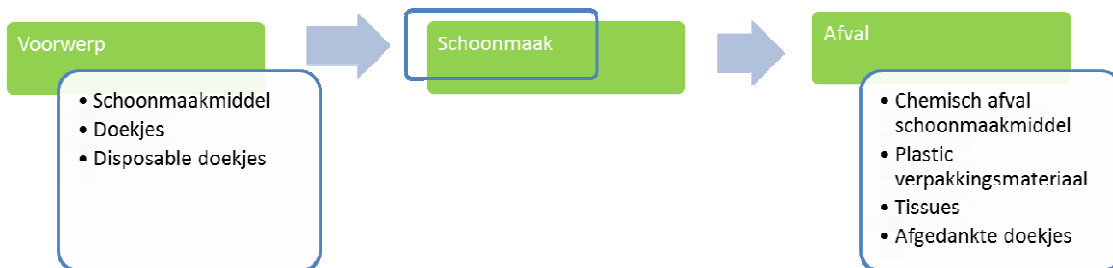 Voorwerp
• Schoonmaakmiddel
• Doekjes
• Disposable doekjes
Schoonmaak
Afval
• Chemisch afval
schoonmaakmiddel
• Plastic
verpakkingsmateriaal
• Tissues
• Afgedankte doekjes